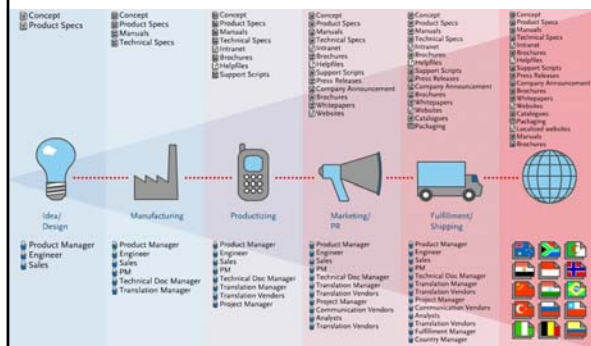 Concept
Product Specs
Concept
Product Specs
Manuals
Technical Specs
Concept
Product Specs
Manuals
Technical Specs
Intranet
Brochures
Helpfiles
Support Scripts
Concept
Product Specs
Manuals
Technical Specs
Intranet
Brochures
Helpfiles
Support Scripts
Press Releases
Company Announcement
Brochures
Whitepapers
Websites
Concept
Product Specs
Manuals
Technical Specs
Intranet
Brochures
Helpfiles
Support Scripts
Press Releases
Company Announcement
Brochures
Whitepapers
Websites
Catalogues
Packaging
Concept
Product Specs
Manuals
Technical Specs
Intranet
Brochures
Helpfiles
Support Scripts
Press Releases
Company Announcement
Brochures
Whitepapers
Websites
Catalogues
Packaging
Localized websites
Manuals
Brochures
Idea/
Design
Manufacturing
Productizing
Marketing/
PR
Fulfillment/
Shipping
Product Manager
Engineer
Sales
Product Manager
Engineer
Sales
PM
Technical Doc Manager
Translation Manager
Product Manager
Engineer
Sales
PM
Technical Doc Manager
Translation Manager
Translation Vendors
Project Manager
Product Manager
Engineer
Sales
PM
Technical Doc Manager
Translation Manager
Translation Vendors
Project Manager
Communication Vendors
Analysts
Translation Vendors
Product Manager
Engineer
Sales
PM
Technical Doc Manager
Translation Manager
Translation Vendors
Project Manager
Communication Vendors
Analysts
Translation Vendors
Fulfillment Manager
Country Manager